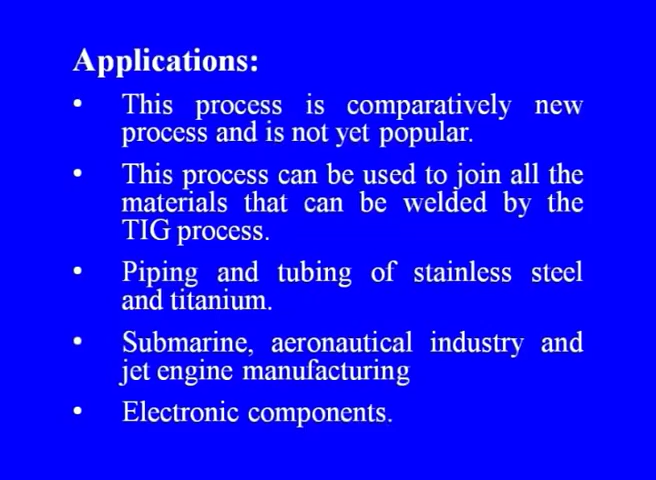 Applications:
• This process is comparatively new
process and is not yet popular.
• This process can be used to join all the
materials that can be welded by the
TIG process.
• Piping and tubing of stainless steel
and titanium.
• Submarine, aeronautical industry and
jet engine manufacturing
• Electronic components.